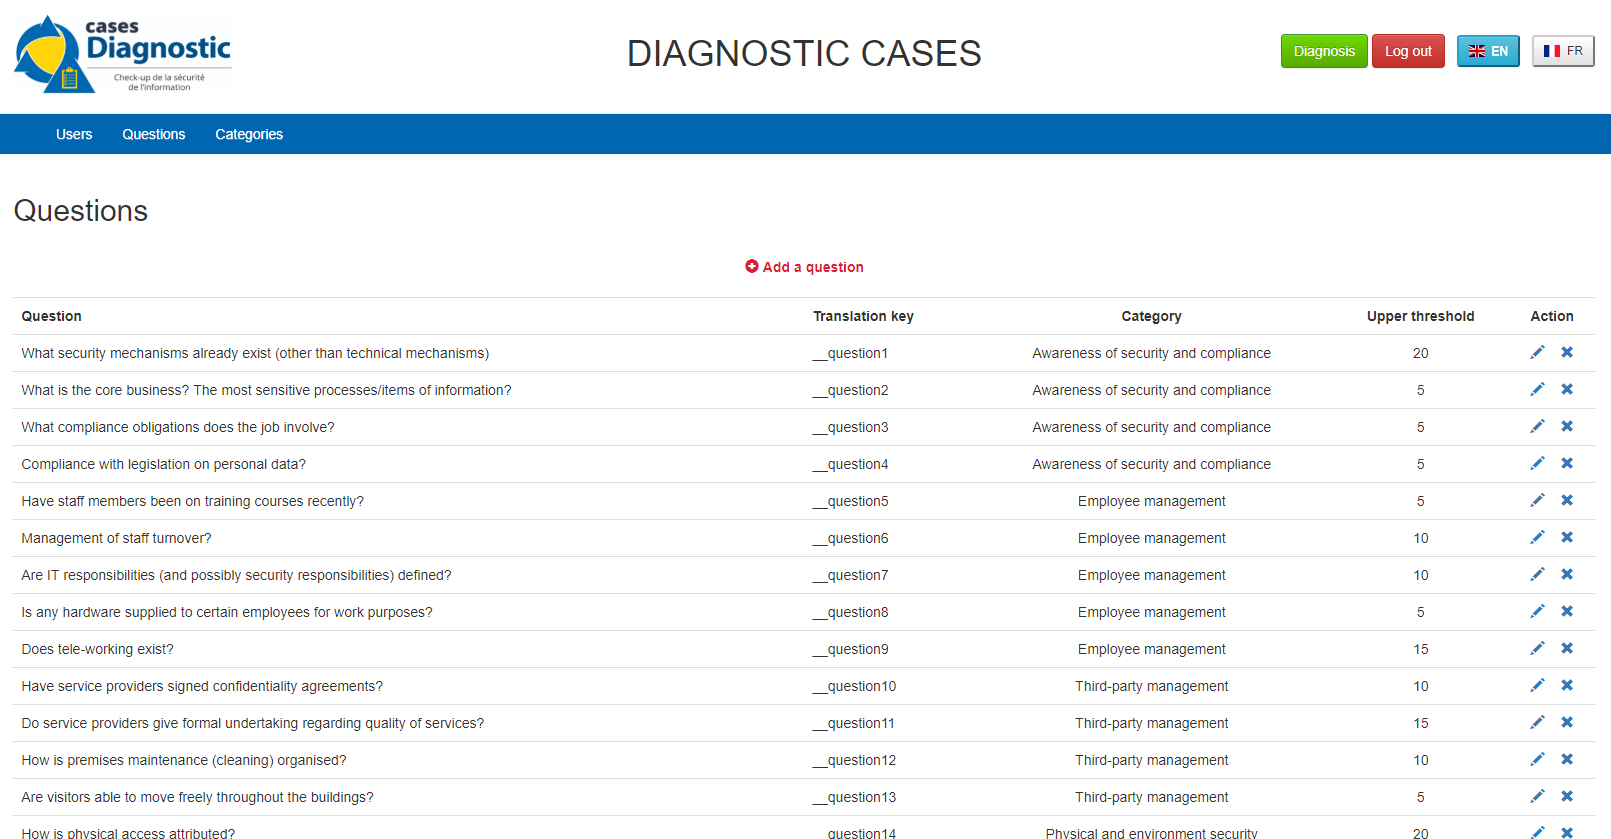 cases
Diagnostic
Check-up de la sécurité
de l'information
DIAGNOSTIC CASES
Diagnosis Log out EN FR
Users Questions Categories
Questions
Add a question
Question Translation key Category Upper threshold Action
What security mechanisms already exist (other than technical mechanisms) __question1 Awareness of security and compliance 20
What is the core business? The most sensitive processes/items of information? __question2 Awareness of security and compliance 5
What compliance obligations does the job involve? __question3 Awareness of security and compliance 5
Compliance with legislation on personal data? __question4 Awareness of security and compliance 5
Have staff members been on training courses recently? __question5 Employee management 5
Management of staff turnover? __question6 Employee management 10
Are IT responsibilities (and possibly security responsibilities) defined? __question7 Employee management 10
Is any hardware supplied to certain employees for work purposes? __question8 Employee management 5
Does tele-working exist? __question9 Employee management 15
Have service providers signed confidentiality agreements? __question10 Third-party management 10
Do service providers give formal undertaking regarding quality of services? __question11 Third-party management 15
How is premises maintenance (cleaning) organised? __question12 Third-party management 10
Are visitors able to move freely throughout the buildings? __question13 Third-party management 5
How is physical access attributed? __question14 Physical and environment security 20